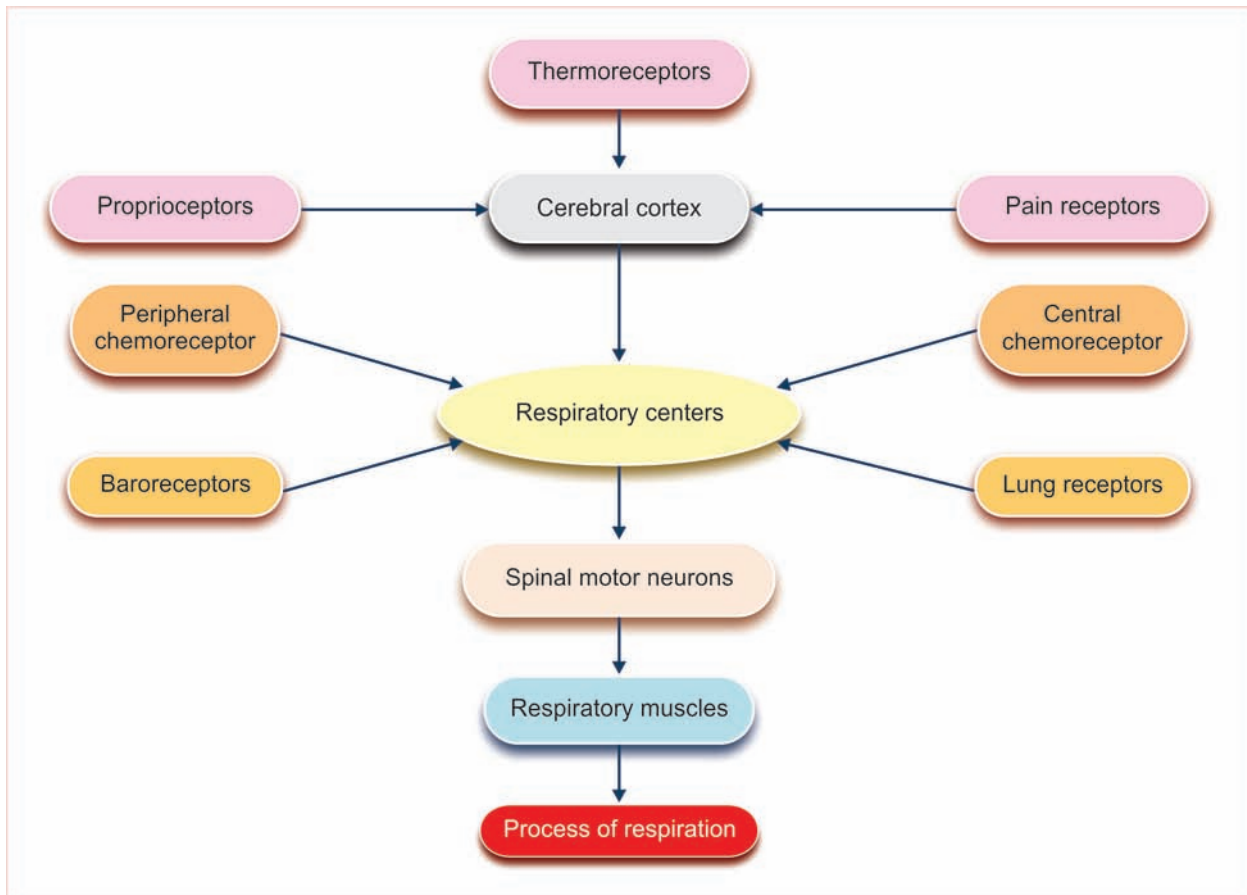 Thermoreceptors
Proprioceptors
Cerebral cortex
Pain receptors
Peripheral
chemoreceptor
Central
chemoreceptor
Respiratory centers
Baroreceptors
Lung receptors
Spinal motor neurons
Respiratory muscles
Process of respiration